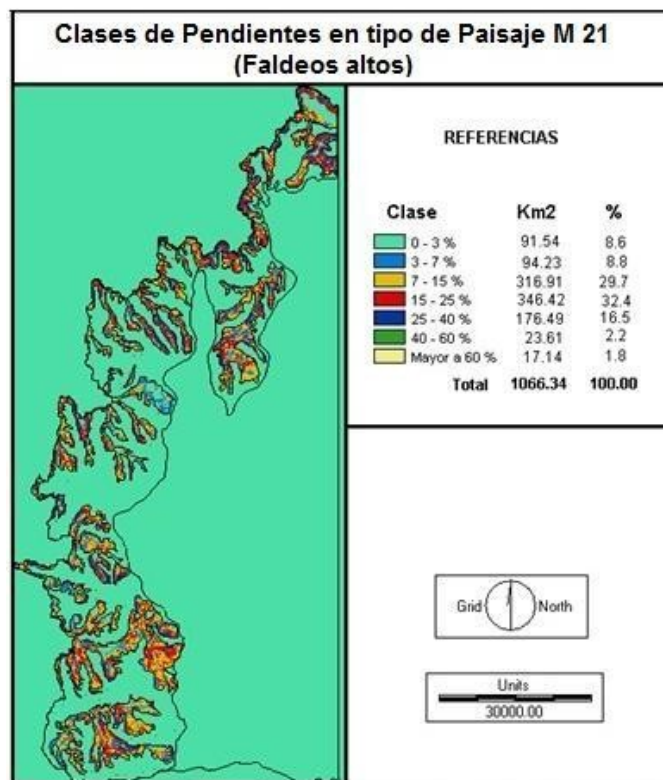 Clases de Pendientes en tipo de Paisaje M 21
(Faldeos altos)
REFERENCIAS
Clase Km2 %
0 - 3 % 91.54 8.6
3 - 7 % 94.23 8.8
7 - 15 % 316.91 29.7
15 - 25 % 346.42 32.4
25 - 40 % 176.49 16.5
40 - 60 % 23.61 2.2
Mayor a 60 % 17.14 1.8
Total 1066.34 100.00
Grid North
Units
30000.00